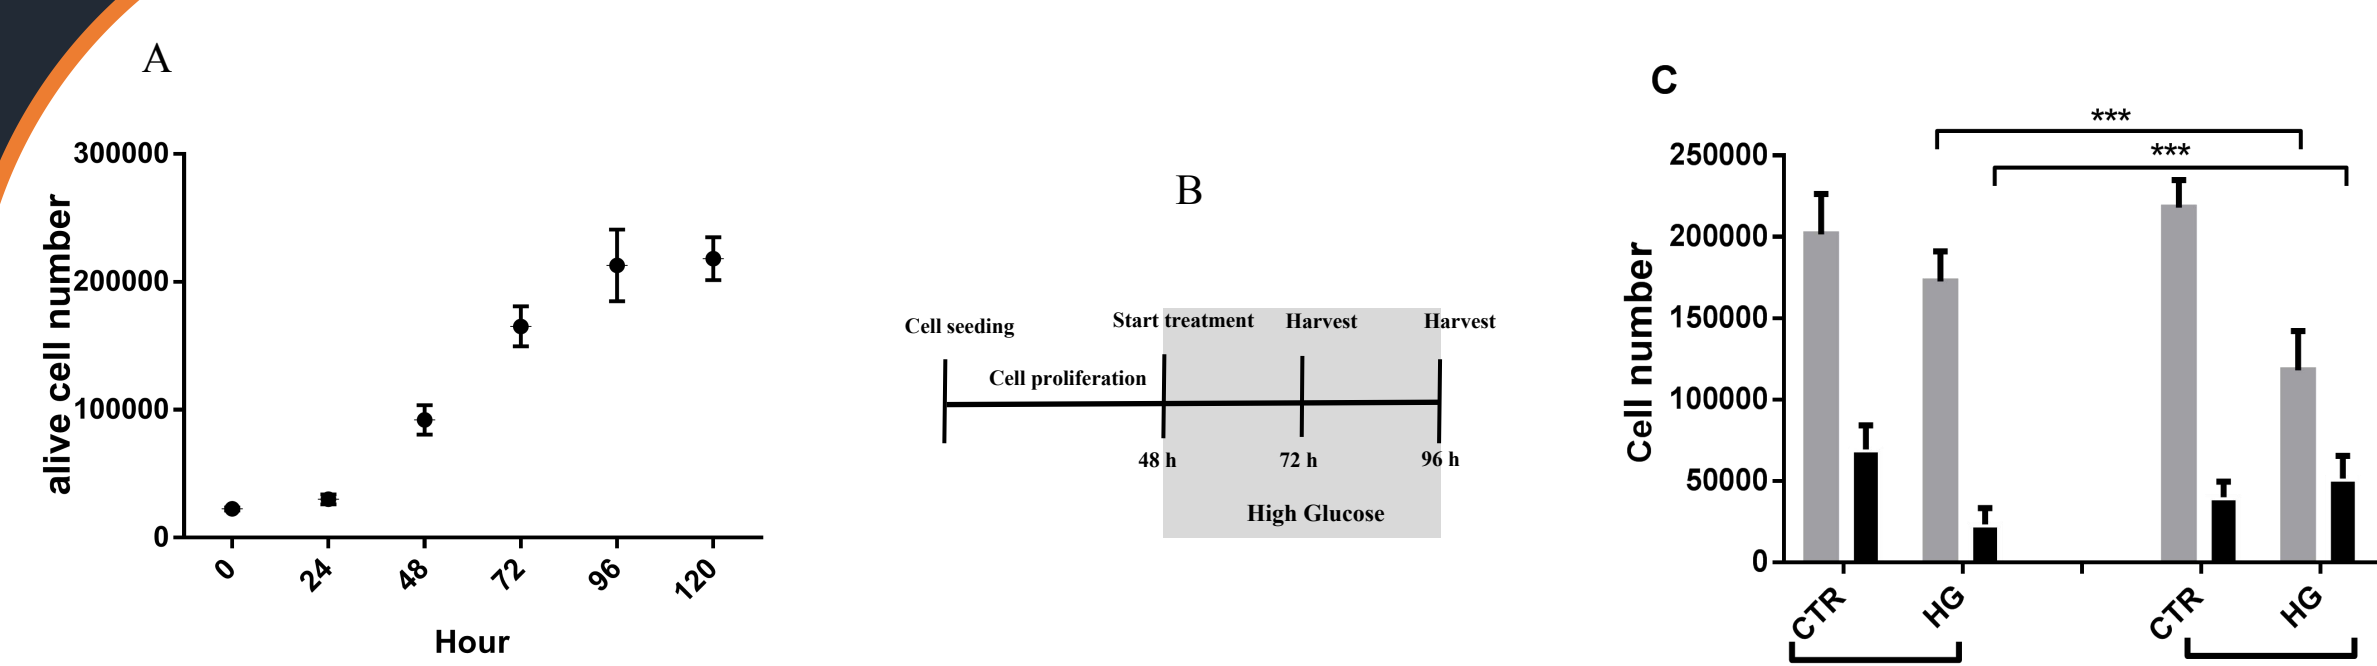 A
300000
200000
100000
0
alive cell number
0
24
48
72
96
120
Hour
B
Cell seeding
Start treatment
Harvest
Harvest
Cell proliferation
48 h
72 h
96 h
High Glucose
C
***
***
250000
200000
150000
100000
50000
0
Cell number
CTR
HG
CTR
HG